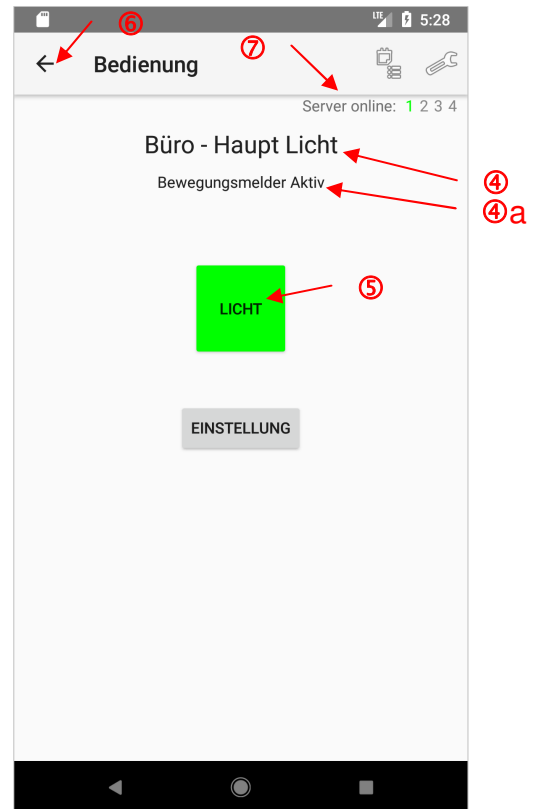 LTE 5:28
⑥
⑦
Bedienung
Server online: 1 2 3 4
Büro - Haupt Licht
④
Bewegungsmelder Aktiv
④a
LICHT
⑤
EINSTELLUNG